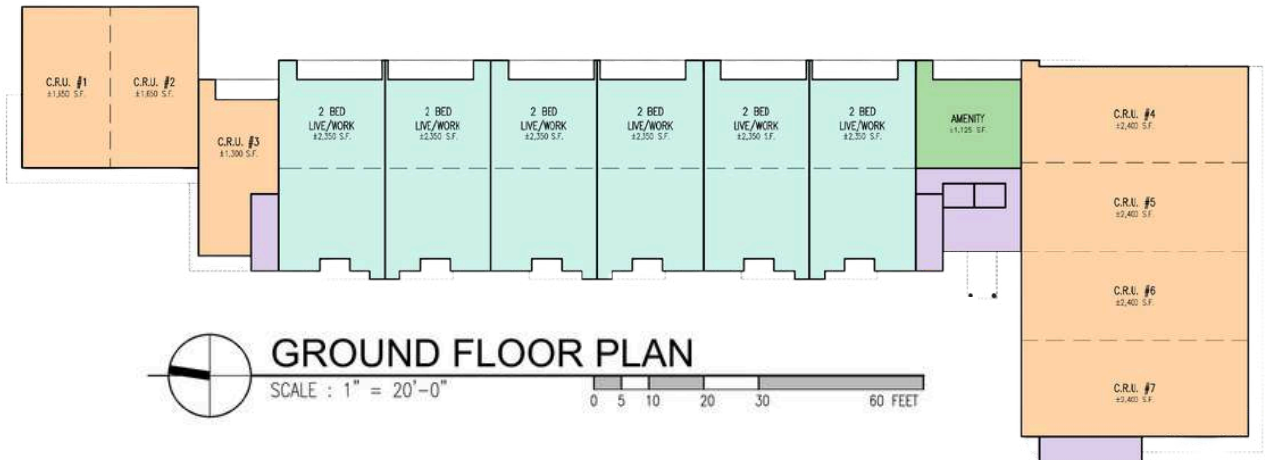 C.R.U. #1
±1,650 S.F.
C.R.U. #2
±1,650 S.F.
C.R.U. #3
±1,300 S.F.
2 BED
LIVE/WORK
±2,350 S.F.
2 BED
LIVE/WORK
±2,350 S.F.
2 BED
LIVE/WORK
±2,350 S.F.
2 BED
LIVE/WORK
±2,350 S.F.
2 BED
LIVE/WORK
±2,350 S.F.
2 BED
LIVE/WORK
±2,350 S.F.
AMENITY
±1,125 S.F.
C.R.U. #4
±2,400 S.F.
C.R.U. #5
±2,400 S.F.
C.R.U. #6
±2,400 S.F.
C.R.U. #7
±2,400 S.F.
GROUND FLOOR PLAN
SCALE : 1" = 20'-0"
0 5 10 20 30 60 FEET